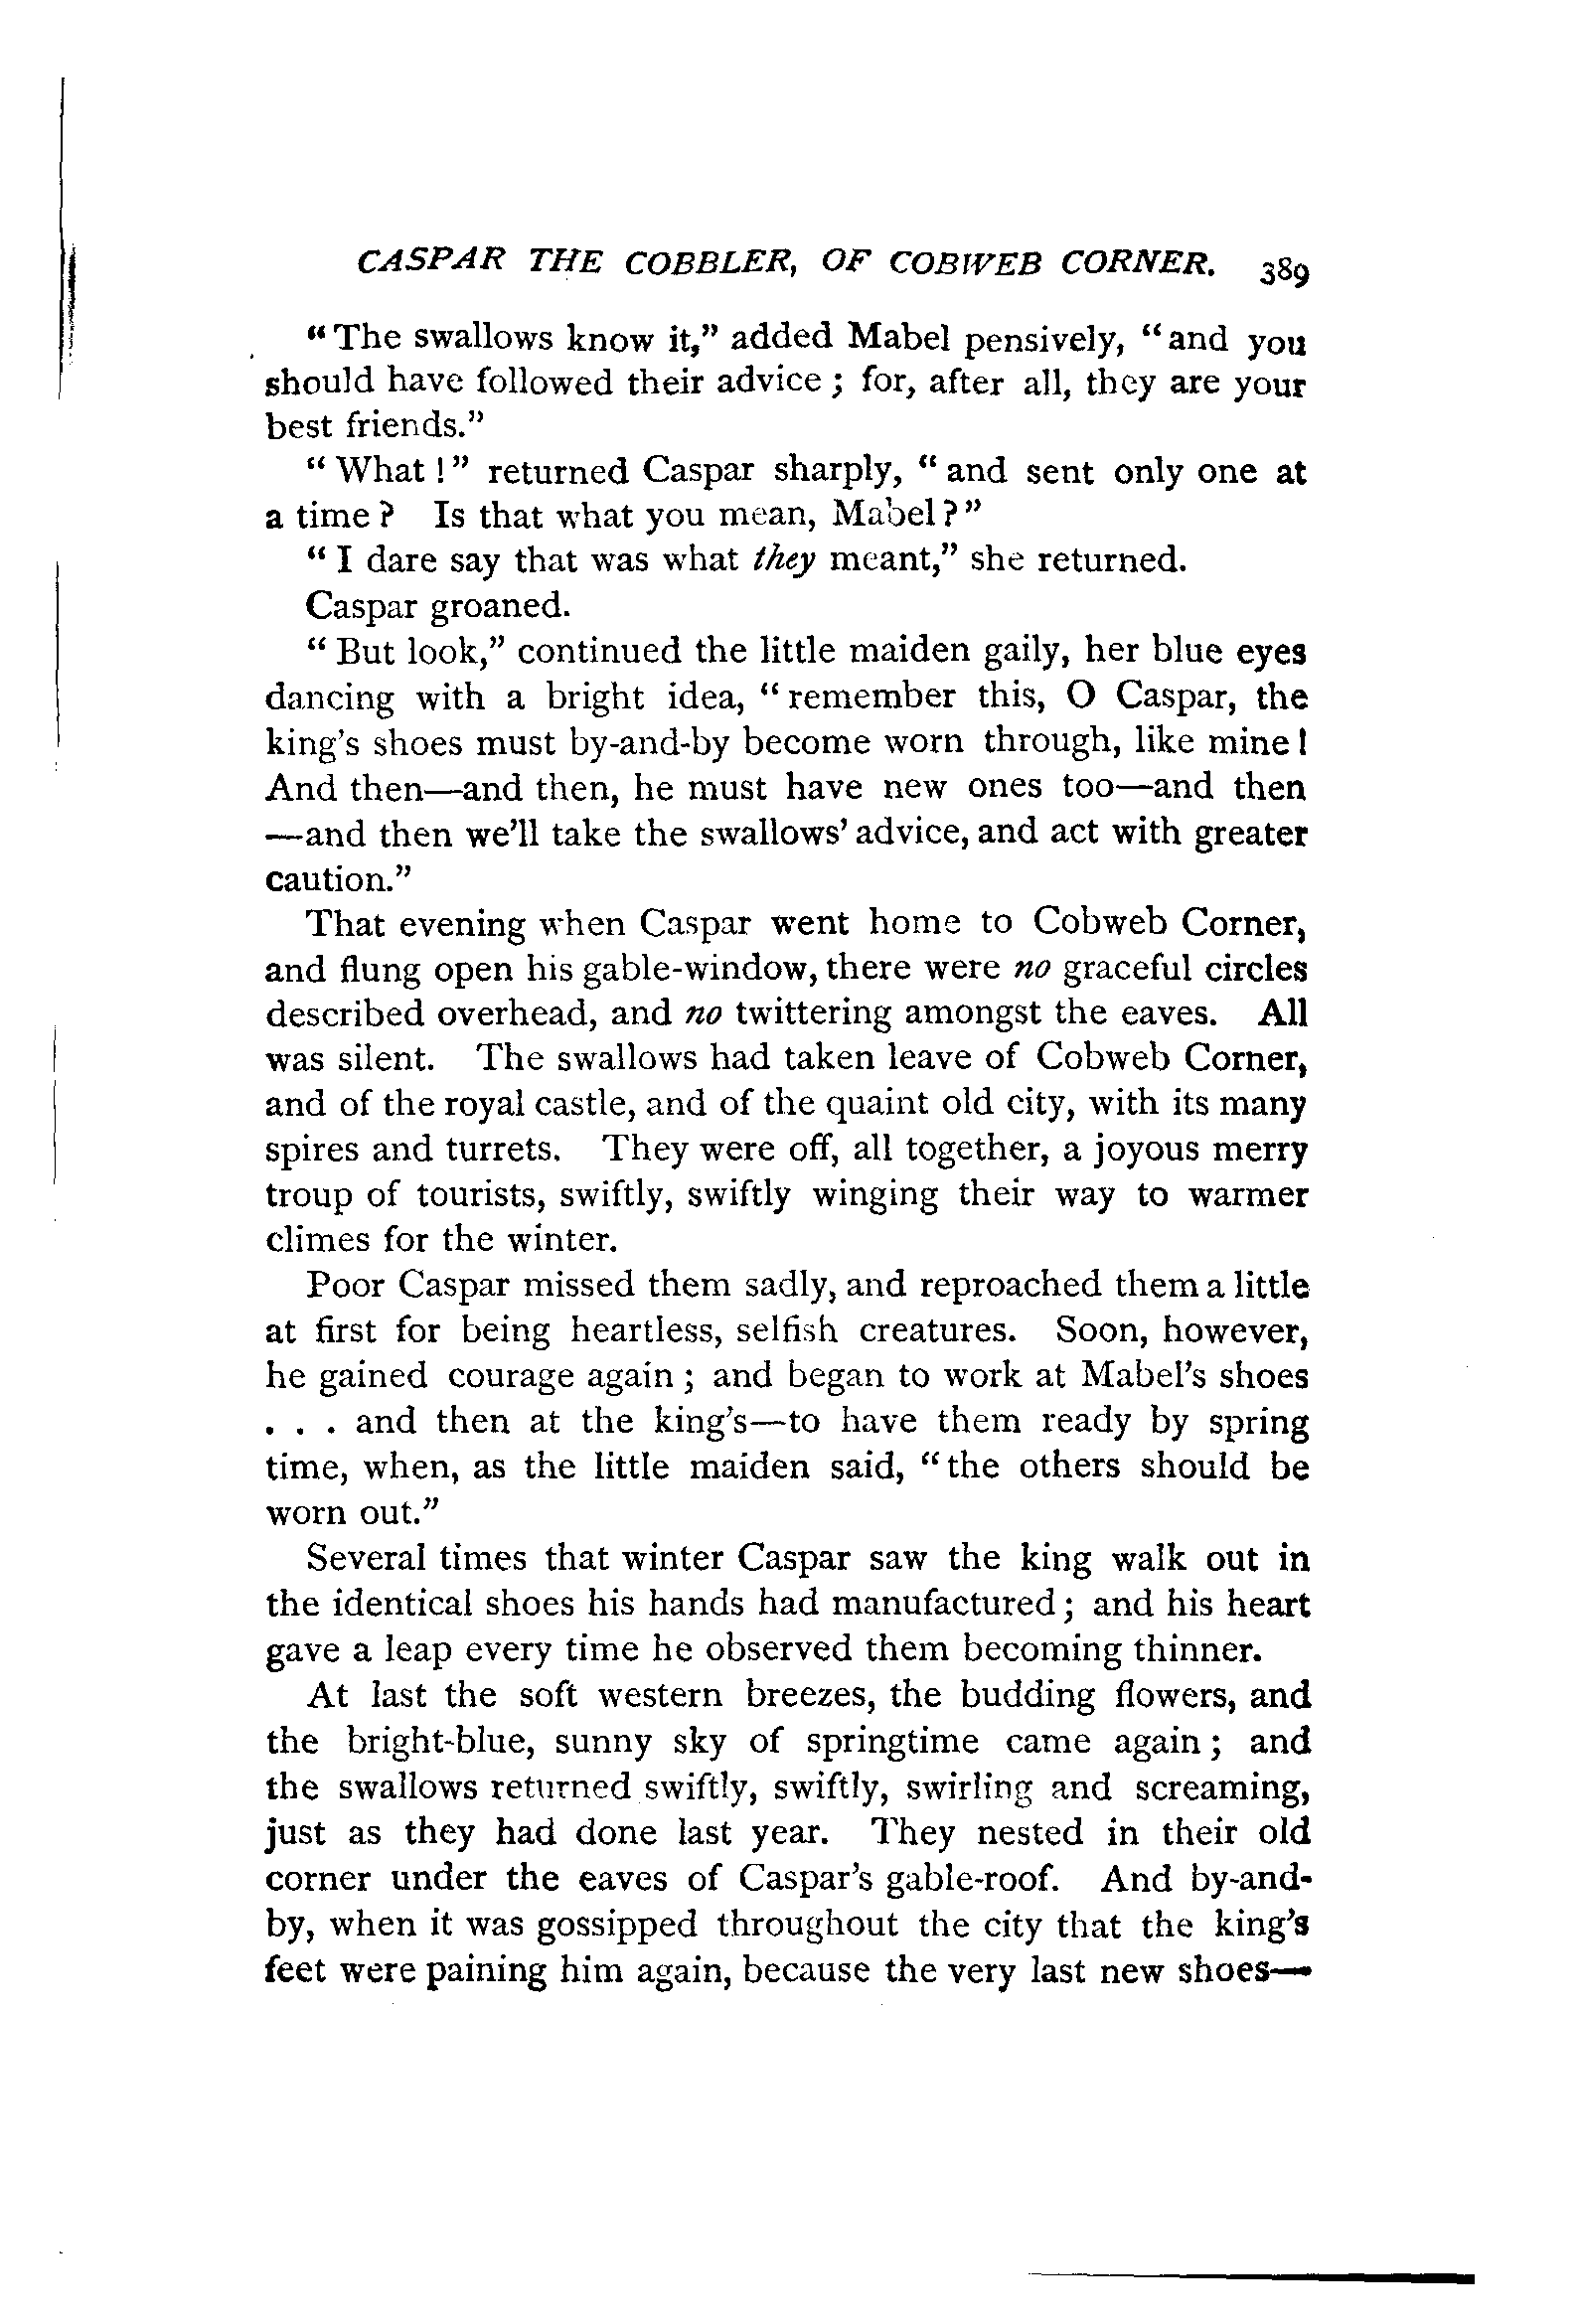 CASPAR THE COBBLER, OF COBWEB CORNER. 389
"The swallows know it," added Mabel pensively, "and you
should have followed their advice; for, after all, they are your
best friends."
"What!" returned Caspar sharply, "and sent only one at
a time? Is that what you mean, Mabel?"
"I dare say that was what they meant," she returned.
Caspar groaned.
"But look," continued the little maiden gaily, her blue eyes
dancing with a bright idea, "remember this, O Caspar, the
king's shoes must by-and-by become worn through, like mine!
And then—and then, he must have new ones too—and then
—and then we'll take the swallows' advice, and act with greater
caution."
That evening when Caspar went home to Cobweb Corner,
and flung open his gable-window, there were no graceful circles
described overhead, and no twittering amongst the eaves. All
was silent. The swallows had taken leave of Cobweb Corner,
and of the royal castle, and of the quaint old city, with its many
spires and turrets. They were off, all together, a joyous merry
troup of tourists, swiftly, swiftly winging their way to warmer
climes for the winter.
Poor Caspar missed them sadly, and reproached them a little
at first for being heartless, selfish creatures. Soon, however,
he gained courage again; and began to work at Mabel's shoes
. . . and then at the king's—to have them ready by spring
time, when, as the little maiden said, "the others should be
worn out."
Several times that winter Caspar saw the king walk out in
the identical shoes his hands had manufactured; and his heart
gave a leap every time he observed them becoming thinner.
At last the soft western breezes, the budding flowers, and
the bright-blue, sunny sky of springtime came again; and
the swallows returned swiftly, swiftly, swirling and screaming,
just as they had done last year. They nested in their old
corner under the eaves of Caspar's gable-roof. And by-and-
by, when it was gossipped throughout the city that the king's
feet were paining him again, because the very last new shoes—